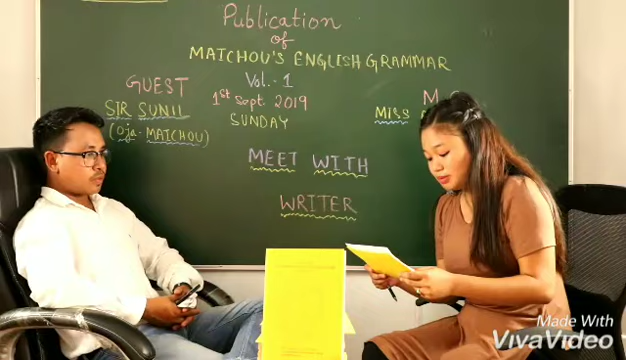 Publication
of
MATCHOU'S ENGLISH GRAMMAR
Vol. - 1
GUEST
SIR SUNIL
(Oja - MATCHOU)
1st Sept. 2019
SUNDAY
MISS
MEET WITH
WRITER
Made With
VivaVideo